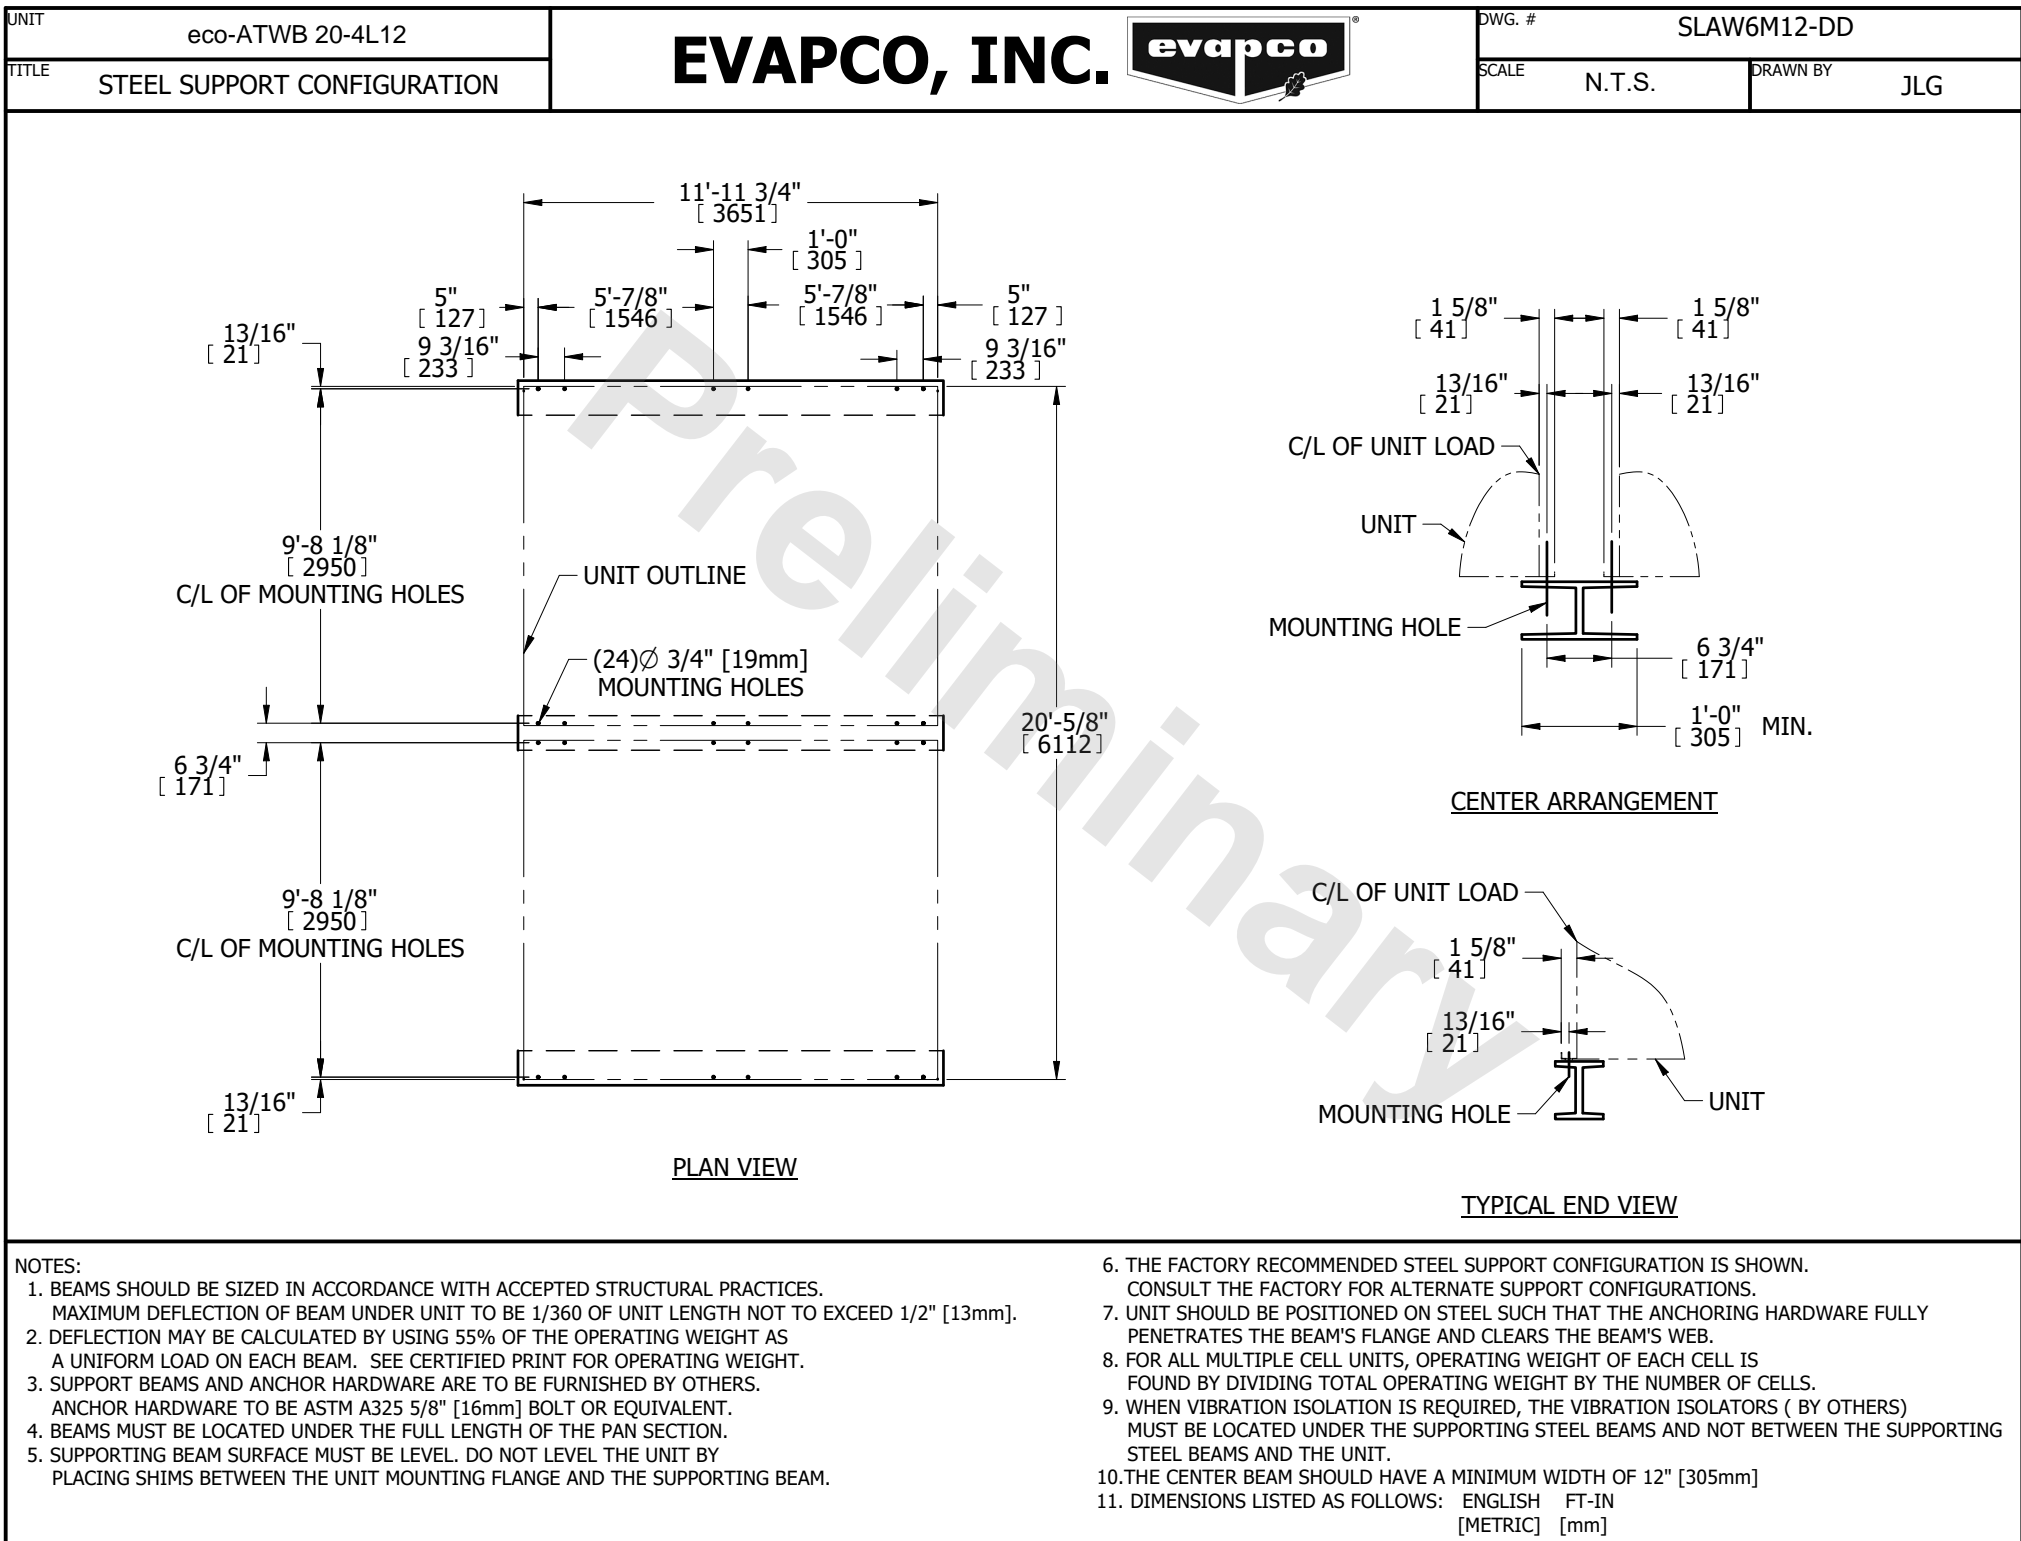 UNIT
eco-ATWB 20-4L12
TITLE
STEEL SUPPORT CONFIGURATION
EVAPCO, INC.
evapco
®
DWG. #
SLAW6M12-DD
SCALE
N.T.S.
DRAWN BY
JLG
11'-11 3/4"
[ 3651]
1'-0"
[ 305 ]
5"
[ 127]
5'-7/8"
[ 1546 ]
5'-7/8"
[ 1546 ]
5"
[ 127 ]
13/16"
[ 21]
9 3/16"
[ 233 ]
9 3/16"
[ 233 ]
9'-8 1/8"
[ 2950]
C/L OF MOUNTING HOLES
UNIT OUTLINE
(24)∅ 3/4" [19mm]
MOUNTING HOLES
6 3/4"
[ 171]
20'-5/8"
[ 6112]
9'-8 1/8"
[ 2950]
C/L OF MOUNTING HOLES
13/16"
[ 21]
PLAN VIEW
1 5/8"
[ 41]
1 5/8"
[ 41]
13/16"
[ 21]
13/16"
[ 21]
C/L OF UNIT LOAD
UNIT
MOUNTING HOLE
6 3/4"
[ 171]
1'-0"
[ 305]
MIN.
CENTER ARRANGEMENT
C/L OF UNIT LOAD
1 5/8"
[ 41]
13/16"
[ 21]
MOUNTING HOLE
UNIT
TYPICAL END VIEW
Preliminary
NOTES:
1. BEAMS SHOULD BE SIZED IN ACCORDANCE WITH ACCEPTED STRUCTURAL PRACTICES.
MAXIMUM DEFLECTION OF BEAM UNDER UNIT TO BE 1/360 OF UNIT LENGTH NOT TO EXCEED 1/2" [13mm].
2. DEFLECTION MAY BE CALCULATED BY USING 55% OF THE OPERATING WEIGHT AS
A UNIFORM LOAD ON EACH BEAM. SEE CERTIFIED PRINT FOR OPERATING WEIGHT.
3. SUPPORT BEAMS AND ANCHOR HARDWARE ARE TO BE FURNISHED BY OTHERS.
ANCHOR HARDWARE TO BE ASTM A325 5/8" [16mm] BOLT OR EQUIVALENT.
4. BEAMS MUST BE LOCATED UNDER THE FULL LENGTH OF THE PAN SECTION.
5. SUPPORTING BEAM SURFACE MUST BE LEVEL. DO NOT LEVEL THE UNIT BY
PLACING SHIMS BETWEEN THE UNIT MOUNTING FLANGE AND THE SUPPORTING BEAM.
6. THE FACTORY RECOMMENDED STEEL SUPPORT CONFIGURATION IS SHOWN.
CONSULT THE FACTORY FOR ALTERNATE SUPPORT CONFIGURATIONS.
7. UNIT SHOULD BE POSITIONED ON STEEL SUCH THAT THE ANCHORING HARDWARE FULLY
PENETRATES THE BEAM'S FLANGE AND CLEARS THE BEAM'S WEB.
8. FOR ALL MULTIPLE CELL UNITS, OPERATING WEIGHT OF EACH CELL IS
FOUND BY DIVIDING TOTAL OPERATING WEIGHT BY THE NUMBER OF CELLS.
9. WHEN VIBRATION ISOLATION IS REQUIRED, THE VIBRATION ISOLATORS ( BY OTHERS)
MUST BE LOCATED UNDER THE SUPPORTING STEEL BEAMS AND NOT BETWEEN THE SUPPORTING
STEEL BEAMS AND THE UNIT.
10.THE CENTER BEAM SHOULD HAVE A MINIMUM WIDTH OF 12" [305mm]
11. DIMENSIONS LISTED AS FOLLOWS: ENGLISH FT-IN
[METRIC] [mm]